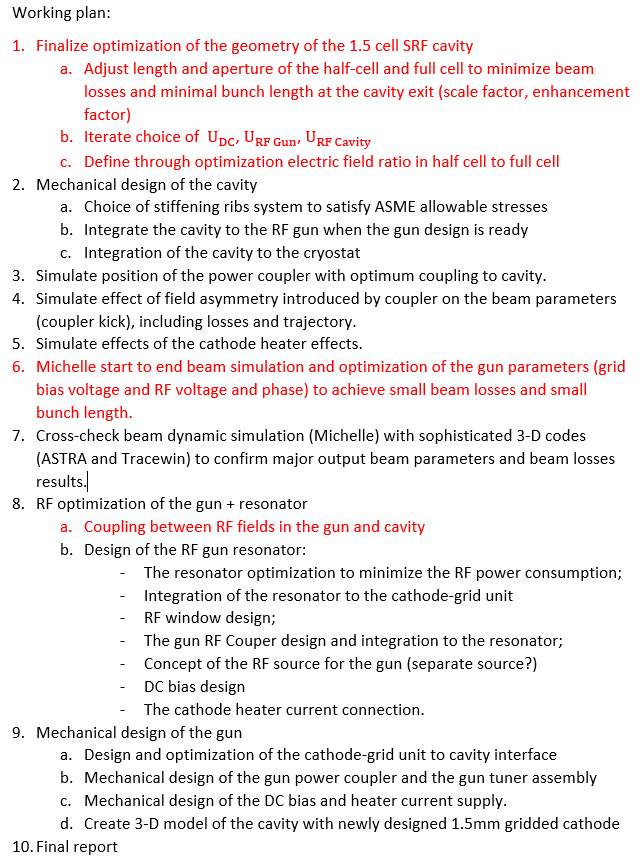 Working plan:
1. Finalize optimization of the geometry of the 1.5 cell SRF cavity
a. Adjust length and aperture of the half-cell and full cell to minimize beam
losses and minimal bunch length at the cavity exit (scale factor, enhancement
factor)
b. Iterate choice of U_DC, U_RF Gun, U_RF Cavity
c. Define through optimization electric field ratio in half cell to full cell
2. Mechanical design of the cavity
a. Choice of stiffening ribs system to satisfy ASME allowable stresses
b. Integrate the cavity to the RF gun when the gun design is ready
c. Integration of the cavity to the cryostat
3. Simulate position of the power coupler with optimum coupling to cavity.
4. Simulate effect of field asymmetry introduced by coupler on the beam parameters
(coupler kick), including losses and trajectory.
5. Simulate effects of the cathode heater effects.
6. Michelle start to end beam simulation and optimization of the gun parameters (grid
bias voltage and RF voltage and phase) to achieve small beam losses and small
bunch length.
7. Cross-check beam dynamic simulation (Michelle) with sophisticated 3-D codes
(ASTRA and Tracewin) to confirm major output beam parameters and beam losses
results.
8. RF optimization of the gun + resonator
a. Coupling between RF fields in the gun and cavity
b. Design of the RF gun resonator:
- The resonator optimization to minimize the RF power consumption;
- Integration of the resonator to the cathode-grid unit
- RF window design;
- The gun RF Couper design and integration to the resonator;
- Concept of the RF source for the gun (separate source?)
- DC bias design
- The cathode heater current connection.
9. Mechanical design of the gun
a. Design and optimization of the cathode-grid unit to cavity interface
b. Mechanical design of the gun power coupler and the gun tuner assembly
c. Mechanical design of the DC bias and heater current supply.
d. Create 3-D model of the cavity with newly designed 1.5mm gridded cathode
10. Final report